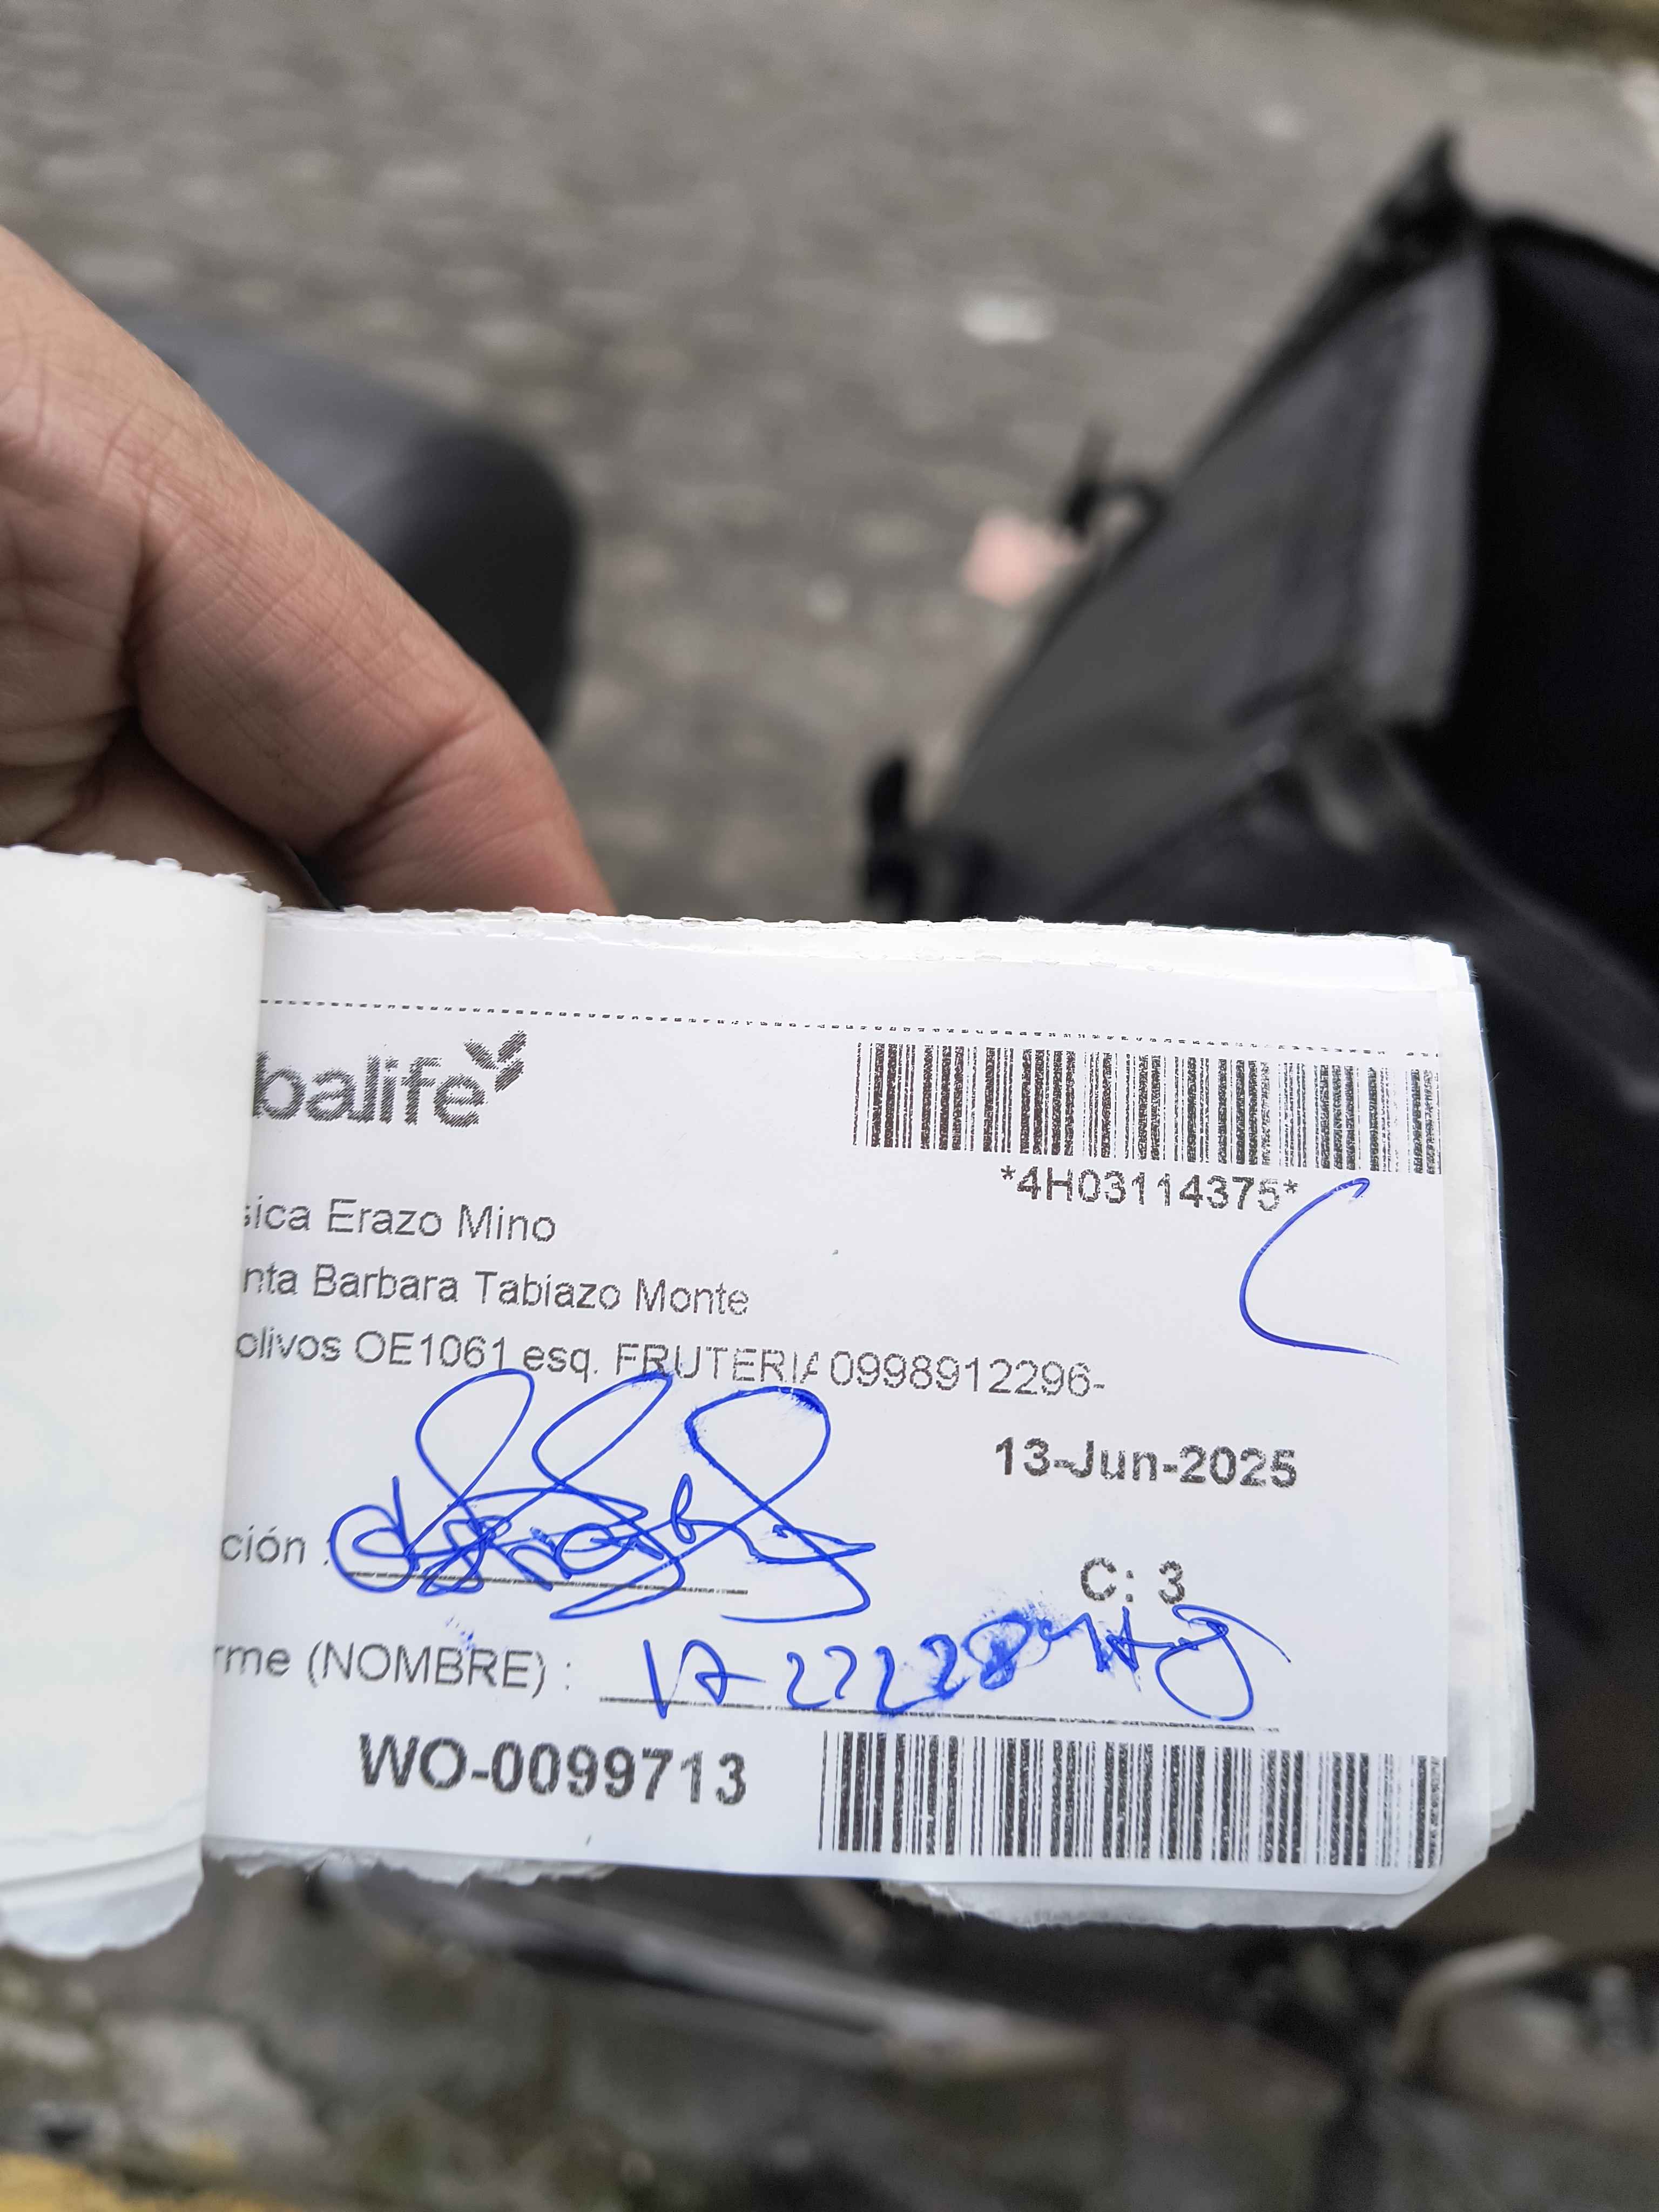 balife
*4H03114375*
sica Erazo Mino
nta Barbara Tabiazo Monte
olivos OE1061 esq. FRUTERIA 0998912296-
13-Jun-2025
ción :
C: 3
rme (NOMBRE) :
WO-0099713